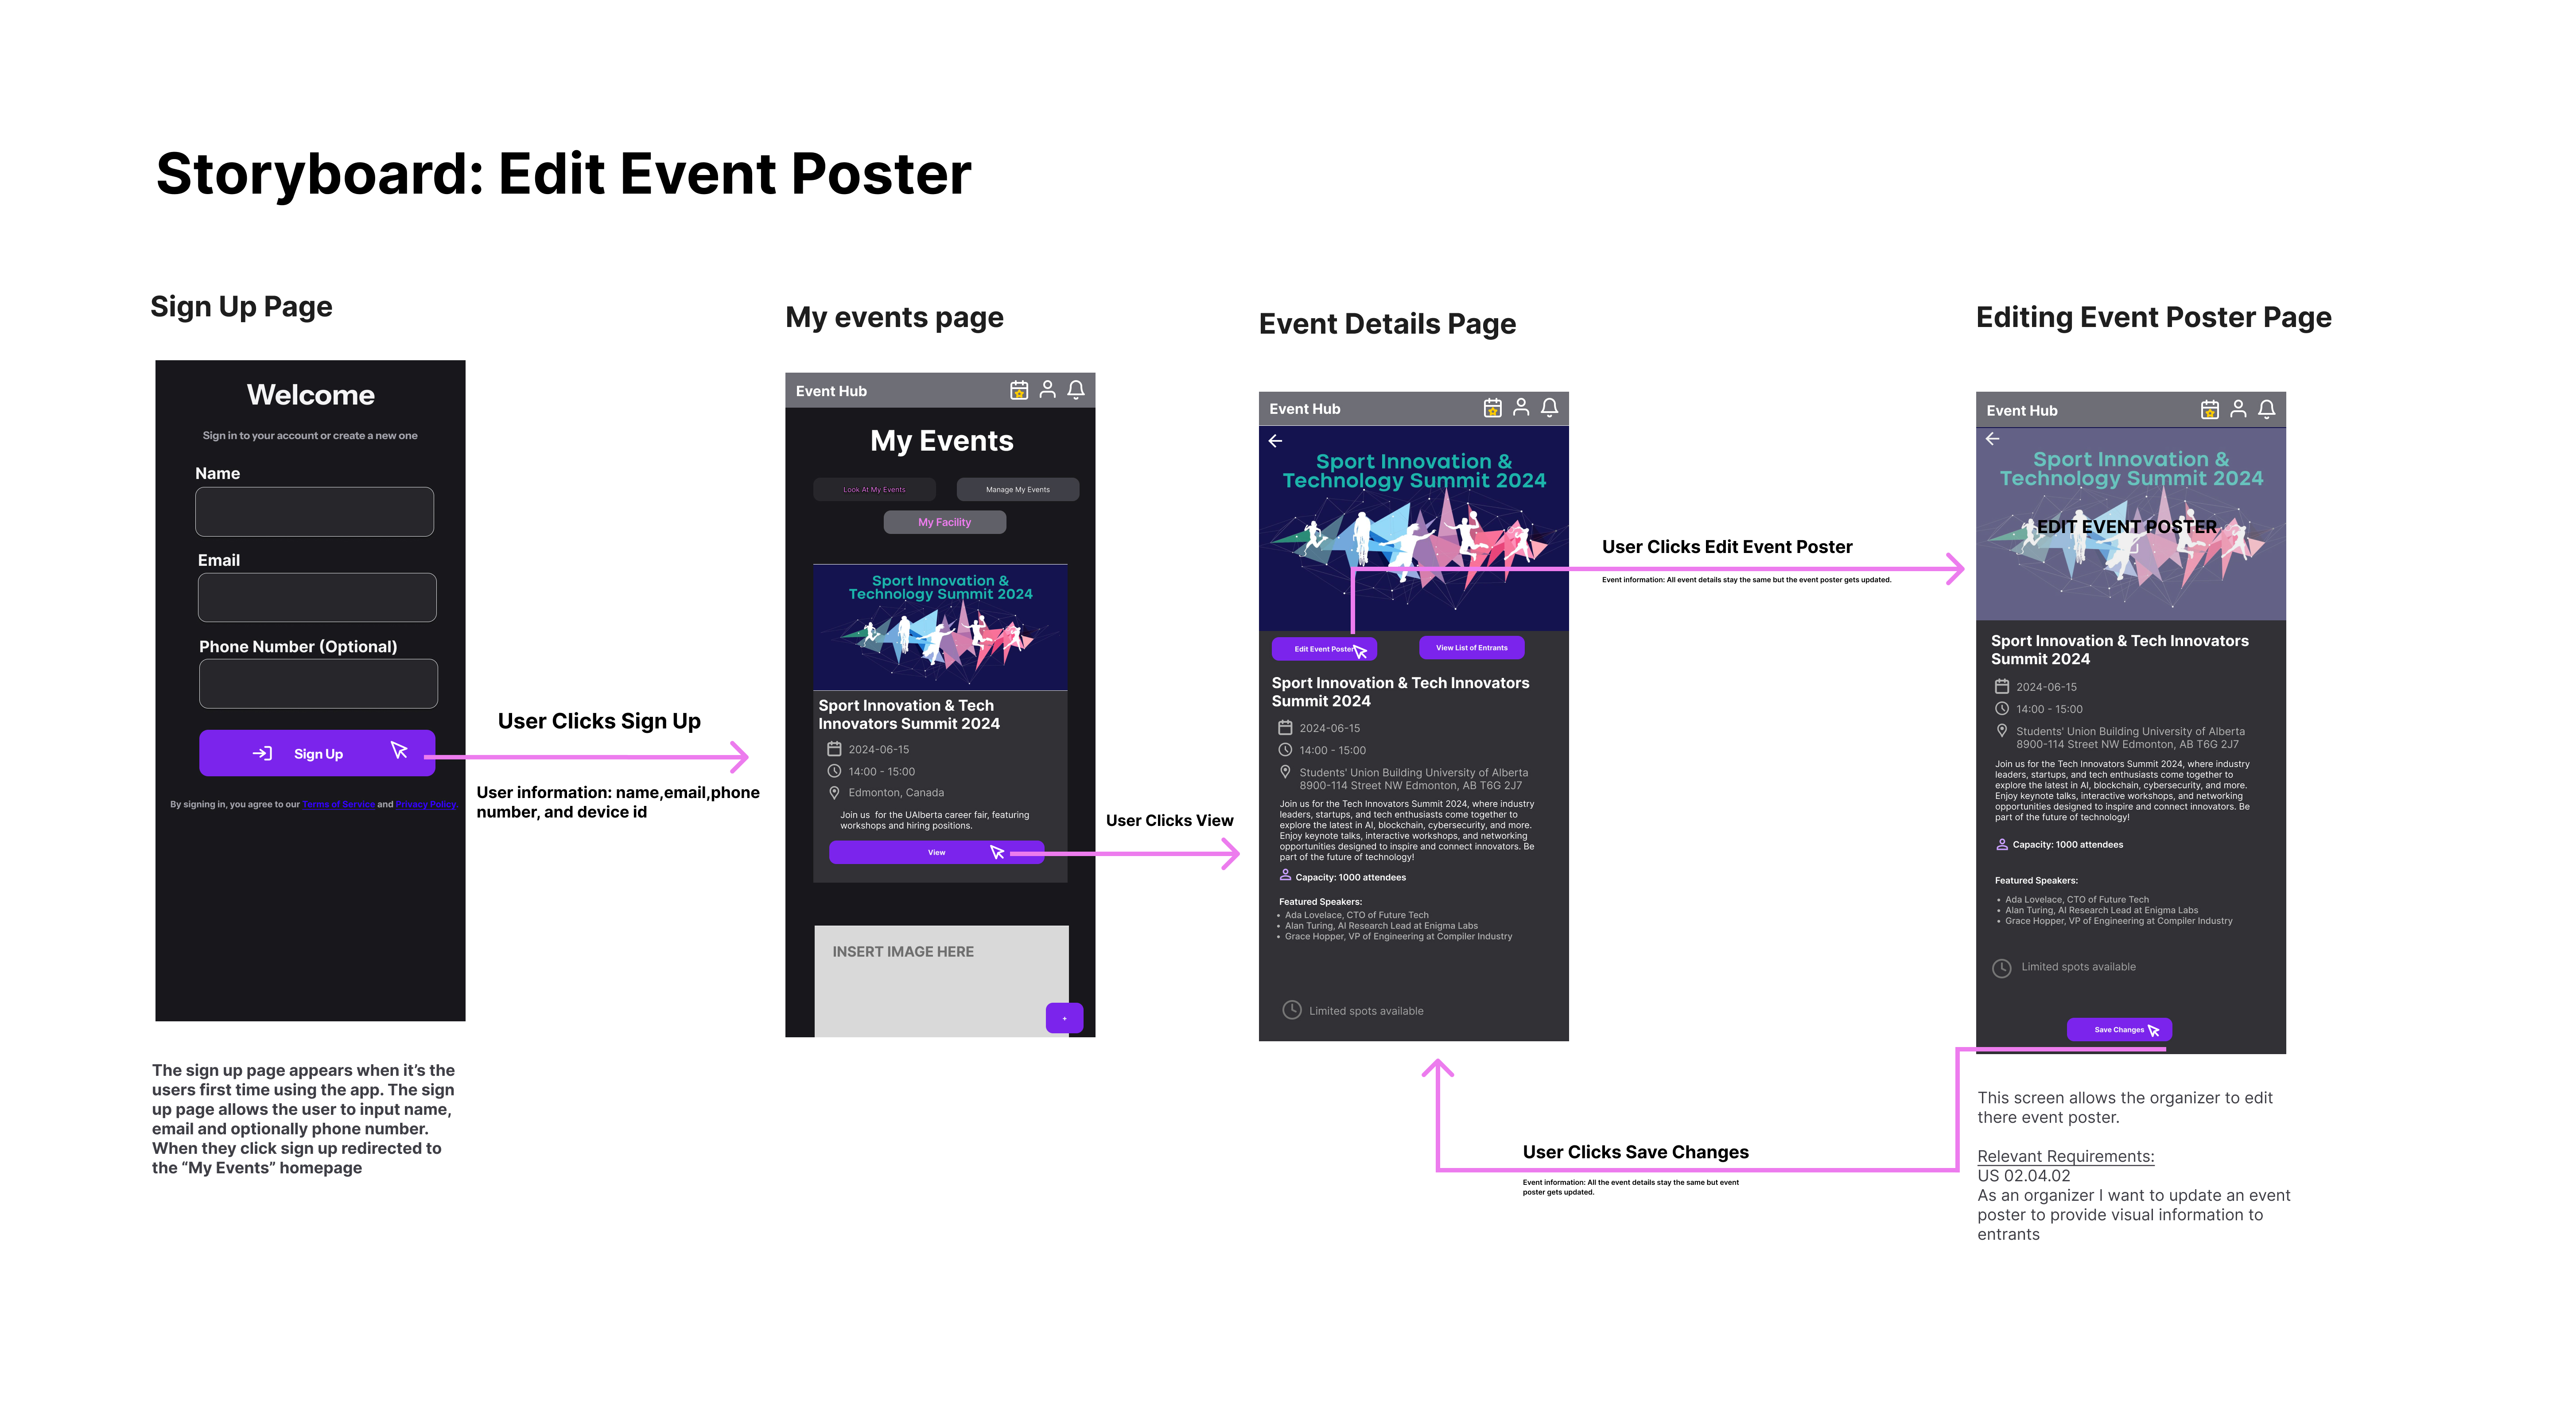 Storyboard: Edit Event Poster
Sign Up Page
Welcome
Sign in to your account or create a new one
Name
Email
Phone Number (Optional)
Sign Up
By signing in, you agree to our Terms of Service and Privacy Policy.
The sign up page appears when it’s the
users first time using the app. The sign
up page allows the user to input name,
email and optionally phone number.
When they click sign up redirected to
the “My Events” homepage
User Clicks Sign Up
User information: name,email,phone
number, and device id
My events page
Event Hub
My Events
Look At My Events
Manage My Events
My Facility
Sport Innovation &
Technology Summit 2024
Sport Innovation & Tech
Innovators Summit 2024
2024-06-15
14:00 - 15:00
Edmonton, Canada
Join us  for the UAlberta career fair, featuring
workshops and hiring positions.
View
INSERT IMAGE HERE
+
User Clicks View
Event Details Page
Event Hub
Sport Innovation &
Technology Summit 2024
Edit Event Poster
View List of Entrants
Sport Innovation & Tech Innovators
Summit 2024
2024-06-15
14:00 - 15:00
Students’ Union Building University of Alberta
8900-114 Street NW Edmonton, AB T6G 2J7
Join us for the Tech Innovators Summit 2024, where industry
leaders, startups, and tech enthusiasts come together to
explore the latest in AI, blockchain, cybersecurity, and more.
Enjoy keynote talks, interactive workshops, and networking
opportunities designed to inspire and connect innovators. Be
part of the future of technology!
Capacity: 1000 attendees
Featured Speakers:
• Ada Lovelace, CTO of Future Tech
• Alan Turing, AI Research Lead at Enigma Labs
• Grace Hopper, VP of Engineering at Compiler Industry
Limited spots available
User Clicks Edit Event Poster
Event information: All event details stay the same but the event poster gets updated.
User Clicks Save Changes
Event information: All the event details stay the same but event
poster gets updated.
Editing Event Poster Page
Event Hub
Sport Innovation &
Technology Summit 2024
EDIT EVENT POSTER
Sport Innovation & Tech Innovators
Summit 2024
2024-06-15
14:00 - 15:00
Students’ Union Building University of Alberta
8900-114 Street NW Edmonton, AB T6G 2J7
Join us for the Tech Innovators Summit 2024, where industry
leaders, startups, and tech enthusiasts come together to
explore the latest in AI, blockchain, cybersecurity, and more.
Enjoy keynote talks, interactive workshops, and networking
opportunities designed to inspire and connect innovators. Be
part of the future of technology!
Capacity: 1000 attendees
Featured Speakers:
• Ada Lovelace, CTO of Future Tech
• Alan Turing, AI Research Lead at Enigma Labs
• Grace Hopper, VP of Engineering at Compiler Industry
Limited spots available
Save Changes
This screen allows the organizer to edit
there event poster.
Relevant Requirements:
US 02.04.02
As an organizer I want to update an event
poster to provide visual information to
entrants